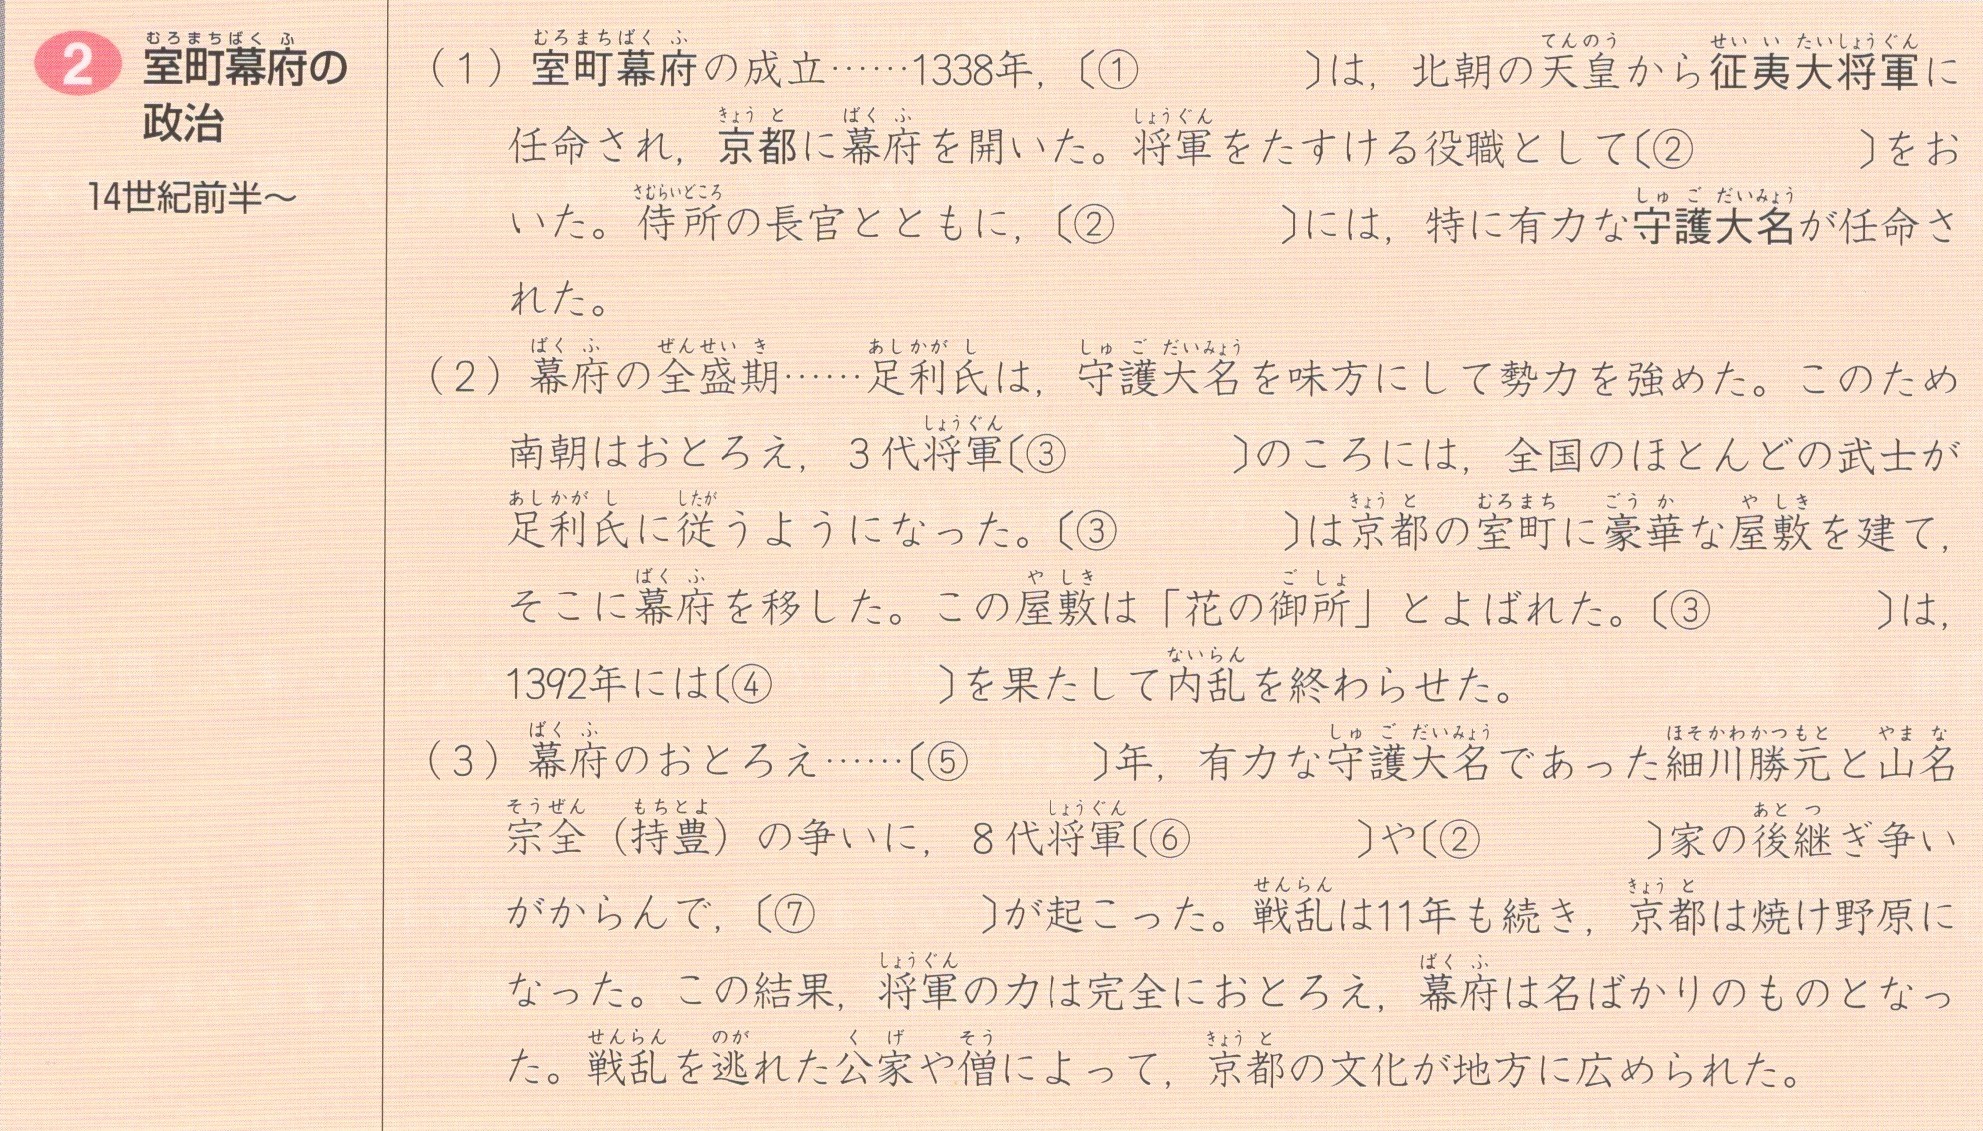 2 室町幕府の
政治
14世紀前半～
(1) 室町幕府の成立……1338年,〔① 〕は,北朝の天皇から征夷大将軍に
任命され,京都に幕府を開いた。将軍をたすける役職として〔② 〕をお
いた。侍所の長官とともに,〔② 〕には,特に有力な守護大名が任命さ
れた。
(2) 幕府の全盛期……足利氏は,守護大名を味方にして勢力を強めた。このため
南朝はおとろえ,3代将軍〔③ 〕のころには,全国のほとんどの武士が
足利氏に従うようになった。〔③ 〕は京都の室町に豪華な屋敷を建て,
そこに幕府を移した。この屋敷は「花の御所」とよばれた。〔③ 〕は,
1392年には〔④ 〕を果たして内乱を終わらせた。
(3) 幕府のおとろえ……〔⑤ 〕年,有力な守護大名であった細川勝元と山名
宗全(持豊)の争いに,8代将軍〔⑥ 〕や〔② 〕家の後継ぎ争い
がからんで,〔⑦ 〕が起こった。戦乱は11年も続き,京都は焼け野原に
なった。この結果,将軍の力は完全におとろえ,幕府は名ばかりのものとなっ
た。戦乱を逃れた公家や僧によって,京都の文化が地方に広められた。